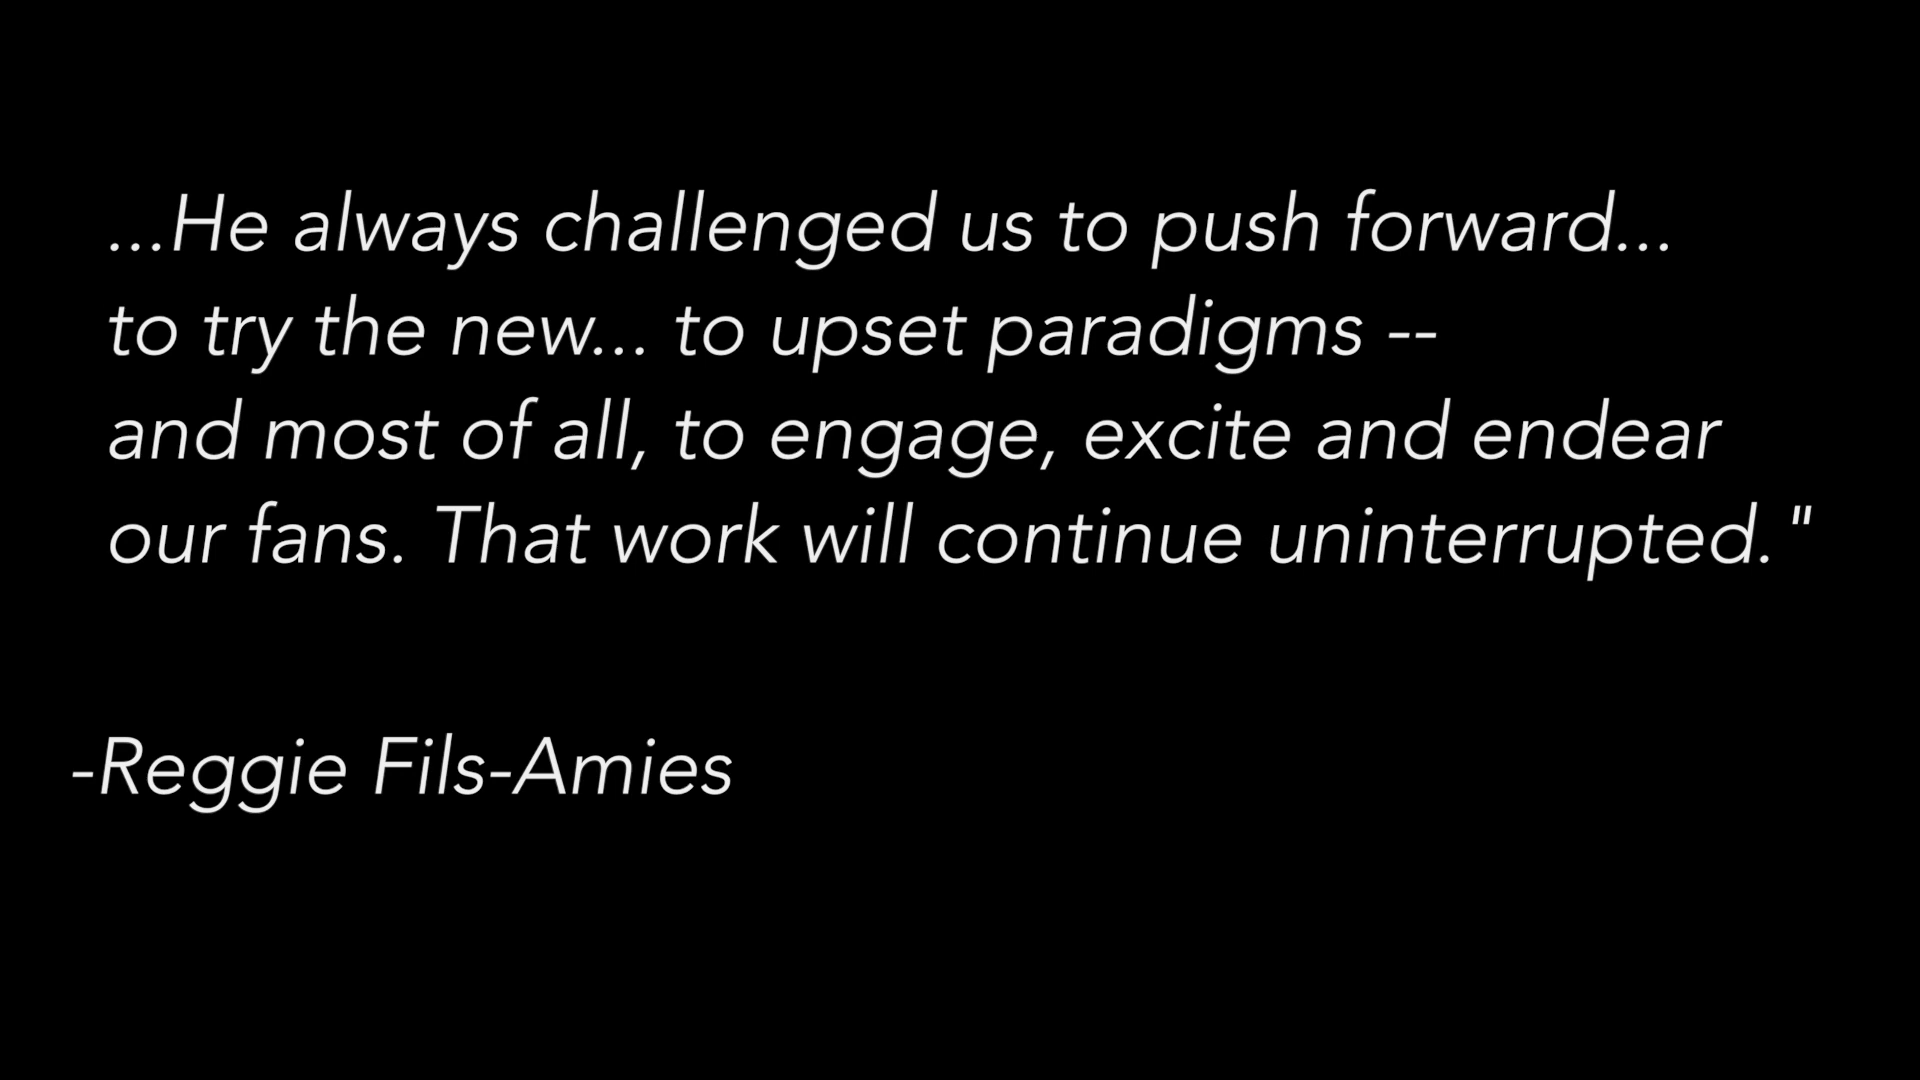 ...He always challenged us to push forward...
to try the new... to upset paradigms --
and most of all, to engage, excite and endear
our fans. That work will continue uninterrupted."
-Reggie Fils-Amies